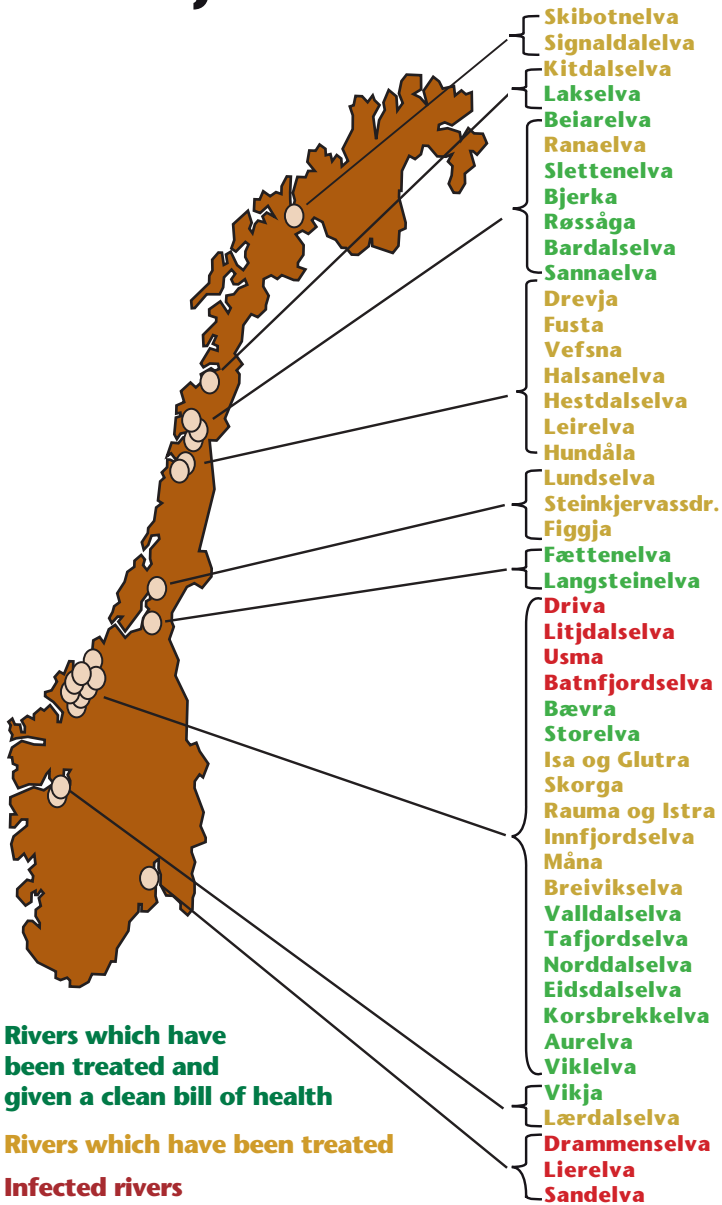 Skibotnelva
Signaldalelva
Kitdalselva
Lakselva
Beiarelva
Ranaelva
Slettenelva
Bjerka
Røssåga
Bardalselva
Sannaelva
Drevja
Fusta
Vefsna
Halsanelva
Hestdalselva
Leirelva
Hundåla
Lundselva
Steinkjervassdr.
Figgja
Fættenelva
Langsteinelva
Driva
Litjdalselva
Usma
Batnfjordselva
Bævra
Storelva
Isa og Glutra
Skorga
Rauma og Istra
Innfjordselva
Måna
Breivikselva
Valldalselva
Tafjordselva
Norddalselva
Eidsdalselva
Korsbrekkelva
Aurelva
Viklelva
Vikja
Lærdalselva
Drammenselva
Lierelva
Sandelva
Rivers which have
been treated and
given a clean bill of health
Rivers which have been treated
Infected rivers